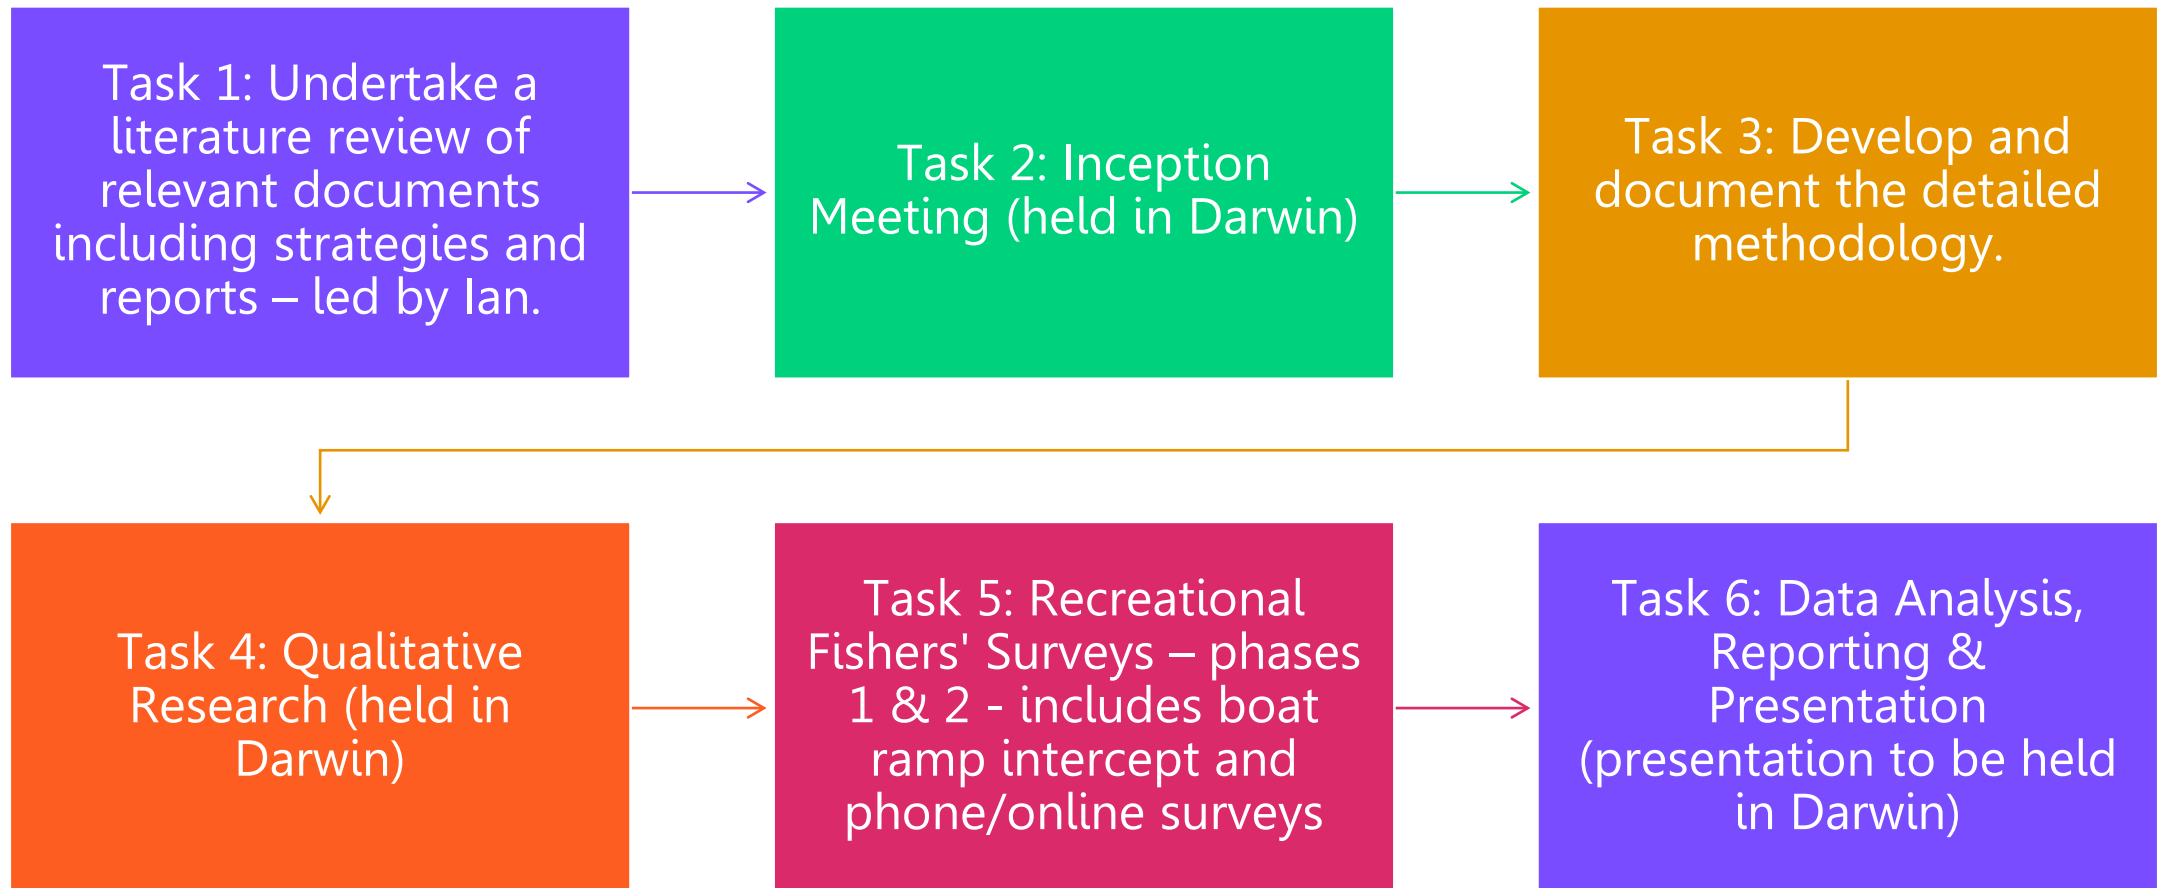 Task 1: Undertake a
literature review of
relevant documents
including strategies and
reports – led by Ian.
Task 2: Inception
Meeting (held in Darwin)
Task 3: Develop and
document the detailed
methodology.
Task 4: Qualitative
Research (held in
Darwin)
Task 5: Recreational
Fishers' Surveys – phases
1 & 2 - includes boat
ramp intercept and
phone/online surveys
Task 6: Data Analysis,
Reporting &
Presentation
(presentation to be held
in Darwin)